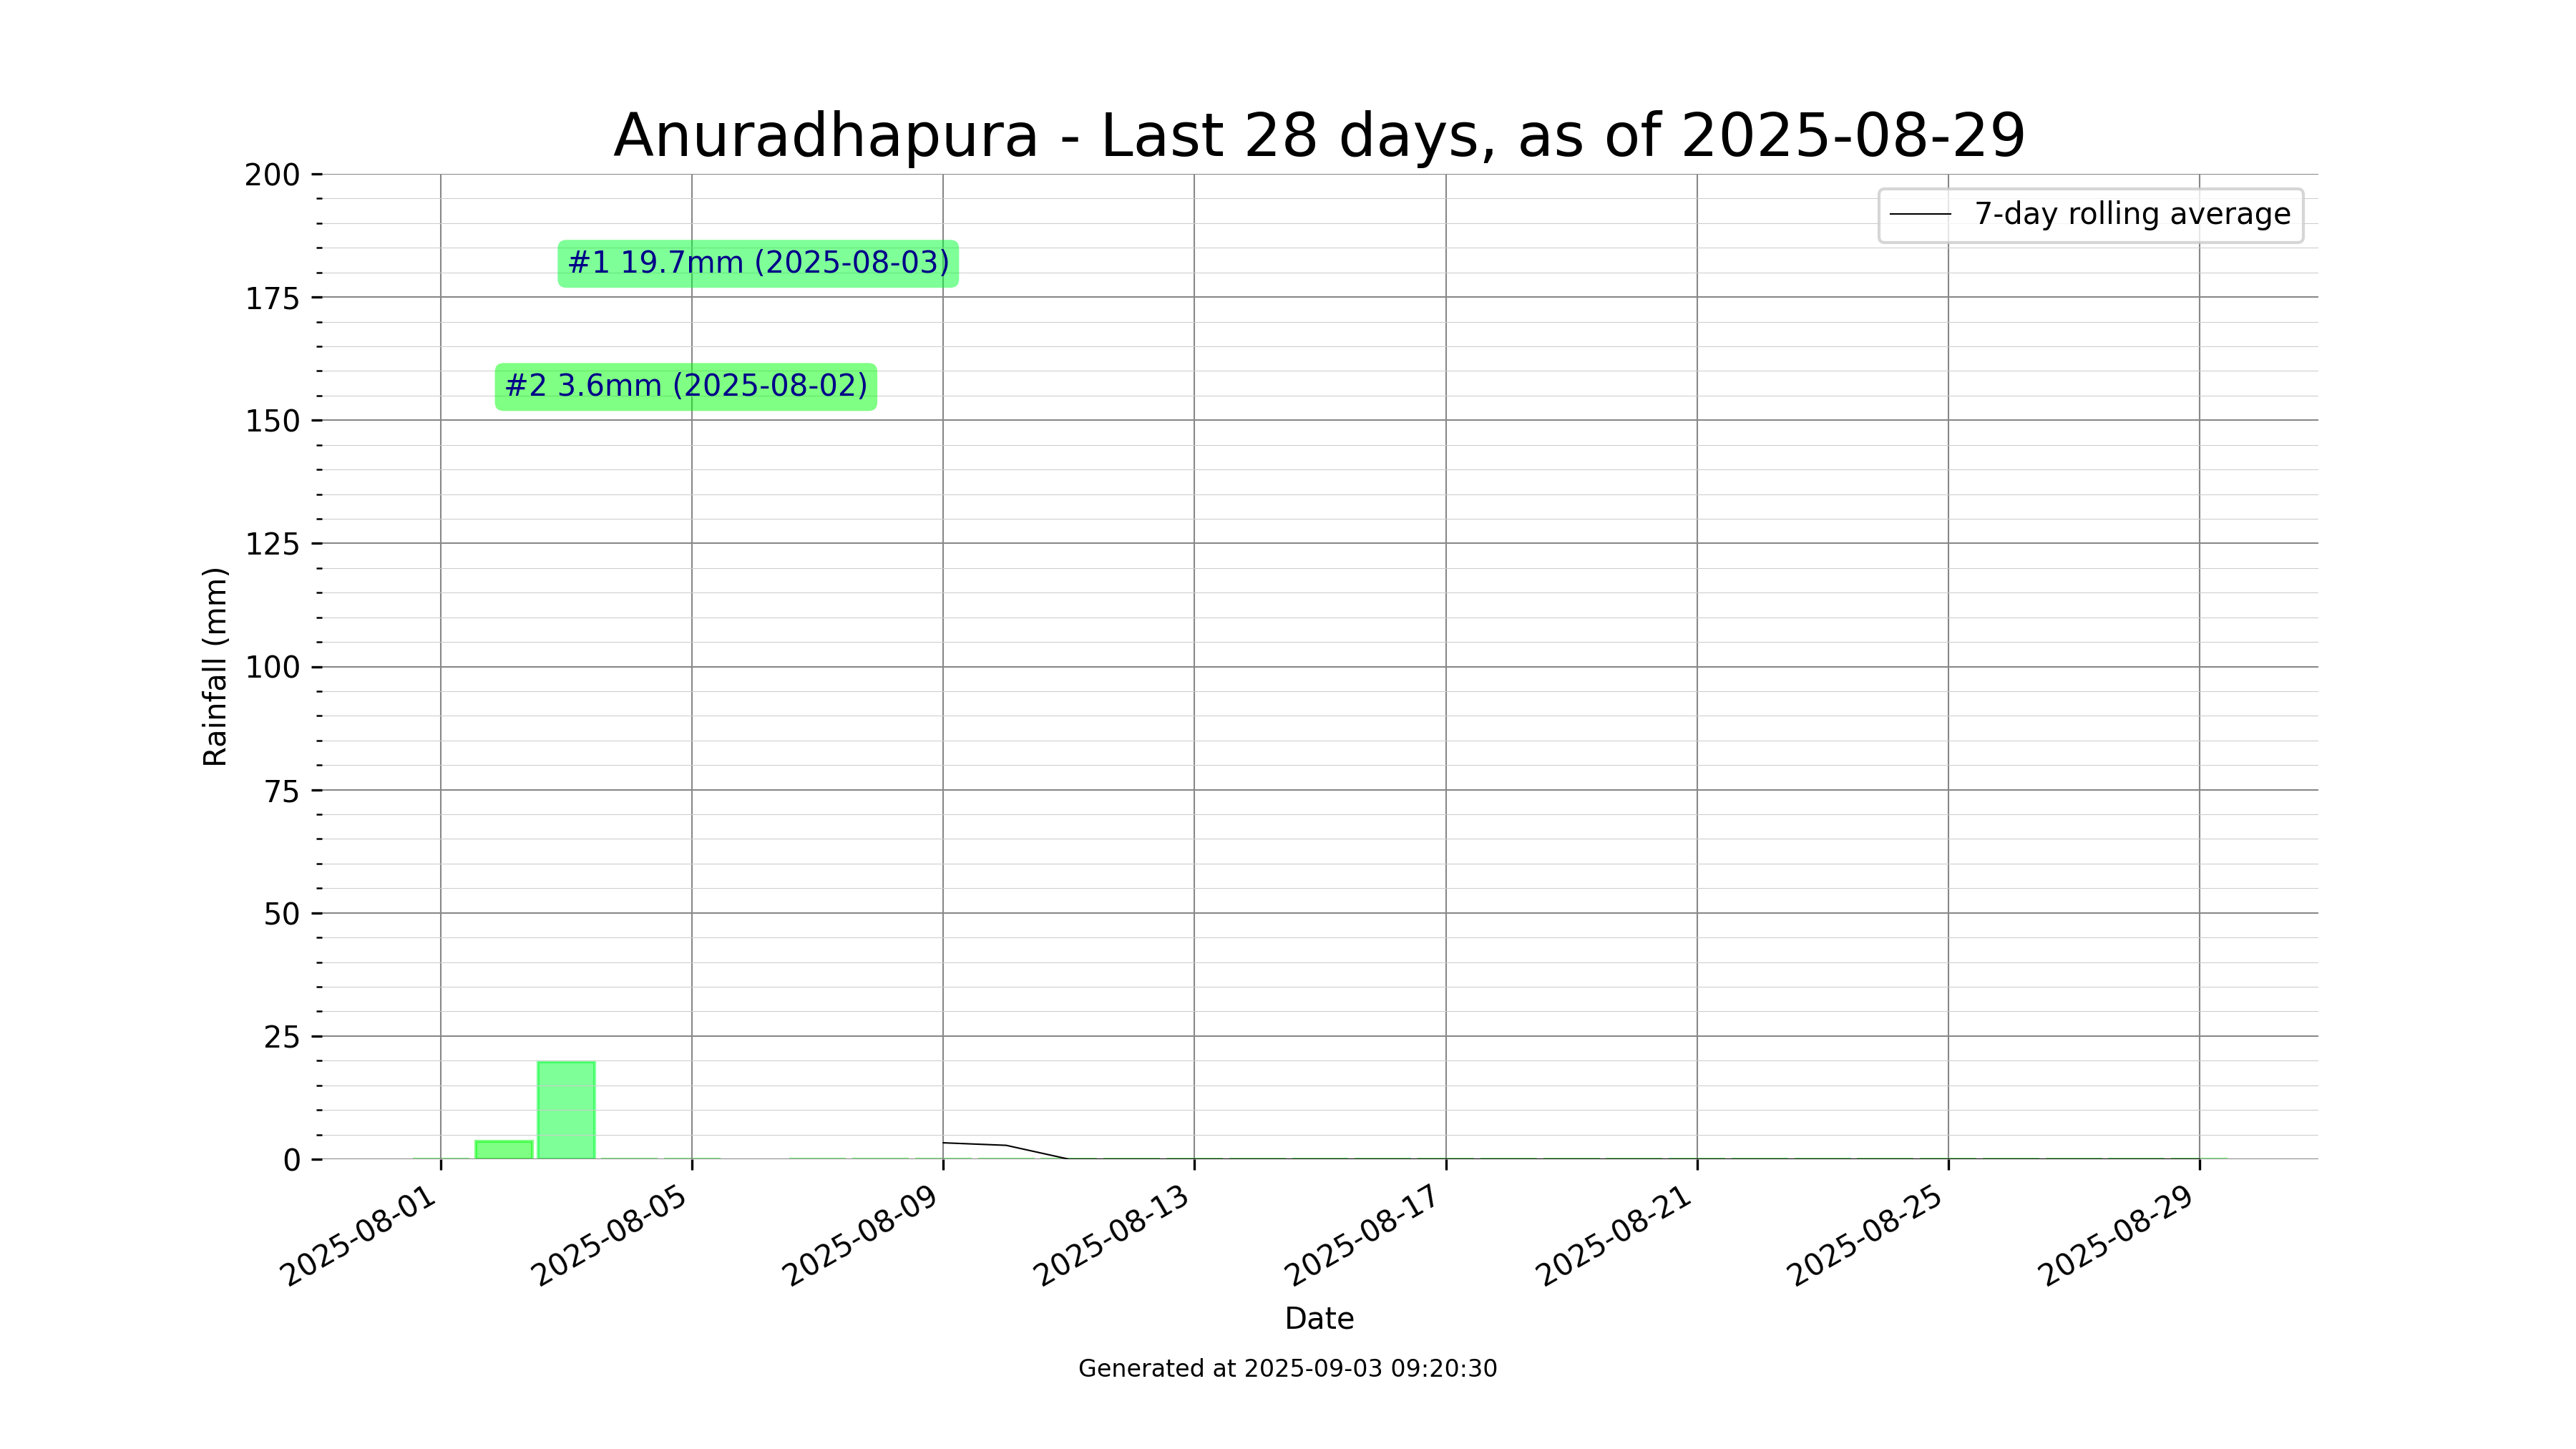 Anuradhapura - Last 28 days, as of 2025-08-29
7-day rolling average
#1 19.7mm (2025-08-03)
#2 3.6mm (2025-08-02)
Rainfall (mm)
200
175
150
125
100
75
50
25
0
2025-08-01
2025-08-05
2025-08-09
2025-08-13
2025-08-17
2025-08-21
2025-08-25
2025-08-29
Date
Generated at 2025-09-03 09:20:30